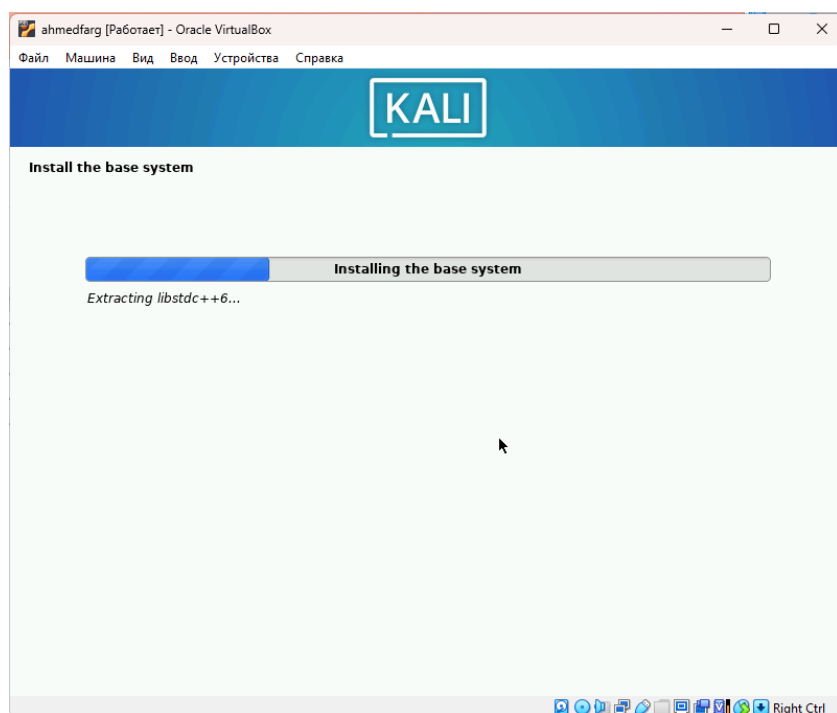 ahmedfarg [Работает] - Oracle VirtualBox
Файл Машина Вид Ввод Устройства Справка
KALI
Install the base system
Installing the base system
Extracting libstdc++6...
Right Ctrl